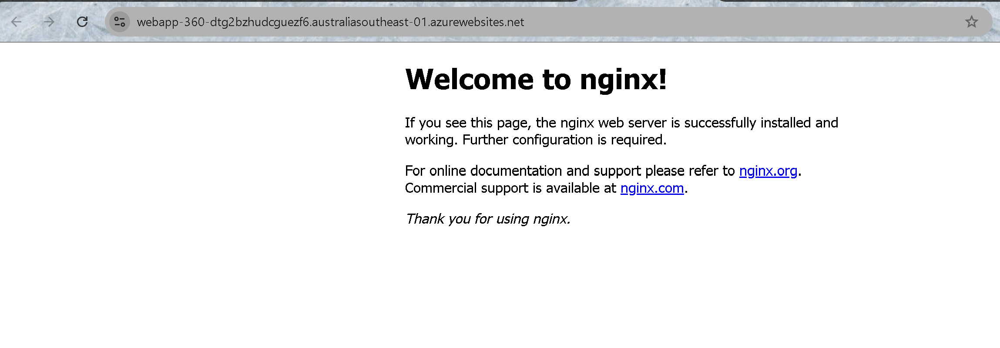 webapp-360-dtg2bzhudcguezf6.australiasoutheast-01.azurewebsites.net
Welcome to nginx!
If you see this page, the nginx web server is successfully installed and
working. Further configuration is required.
For online documentation and support please refer to nginx.org.
Commercial support is available at nginx.com.
Thank you for using nginx.